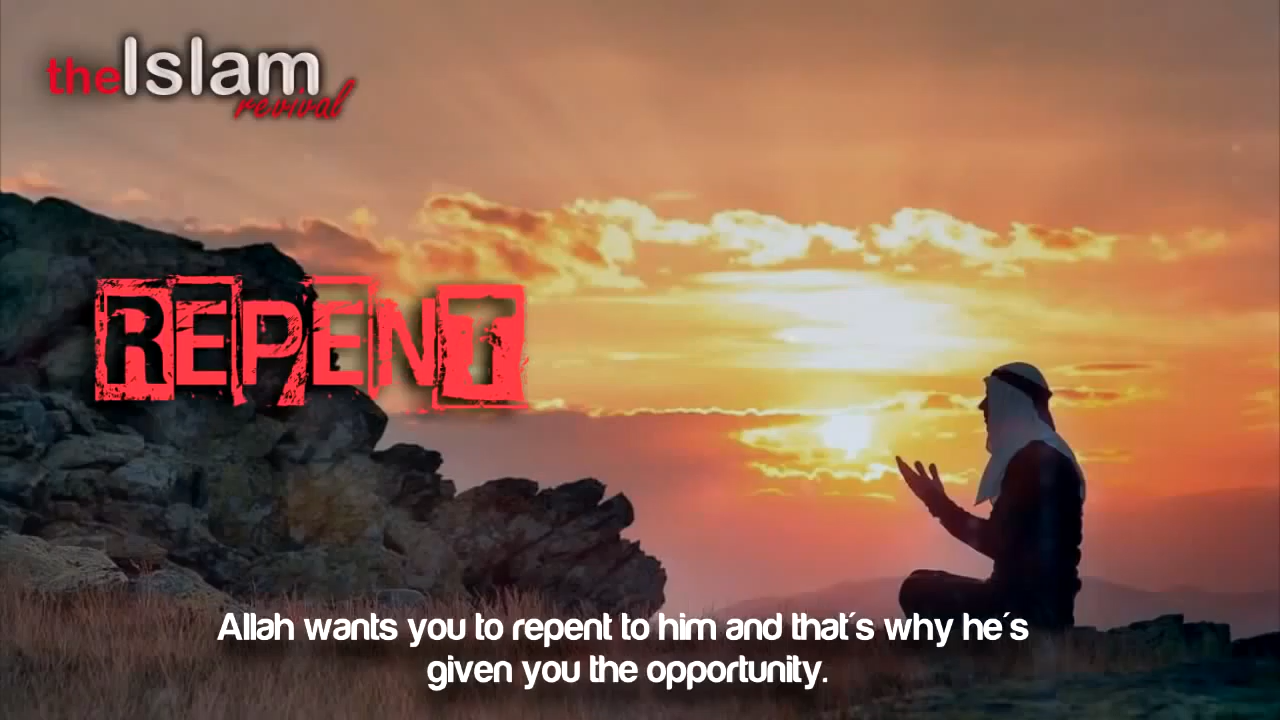 theIslam
revival
REPENT
Allah wants you to repent to him and that's why he's
given you the opportunity.